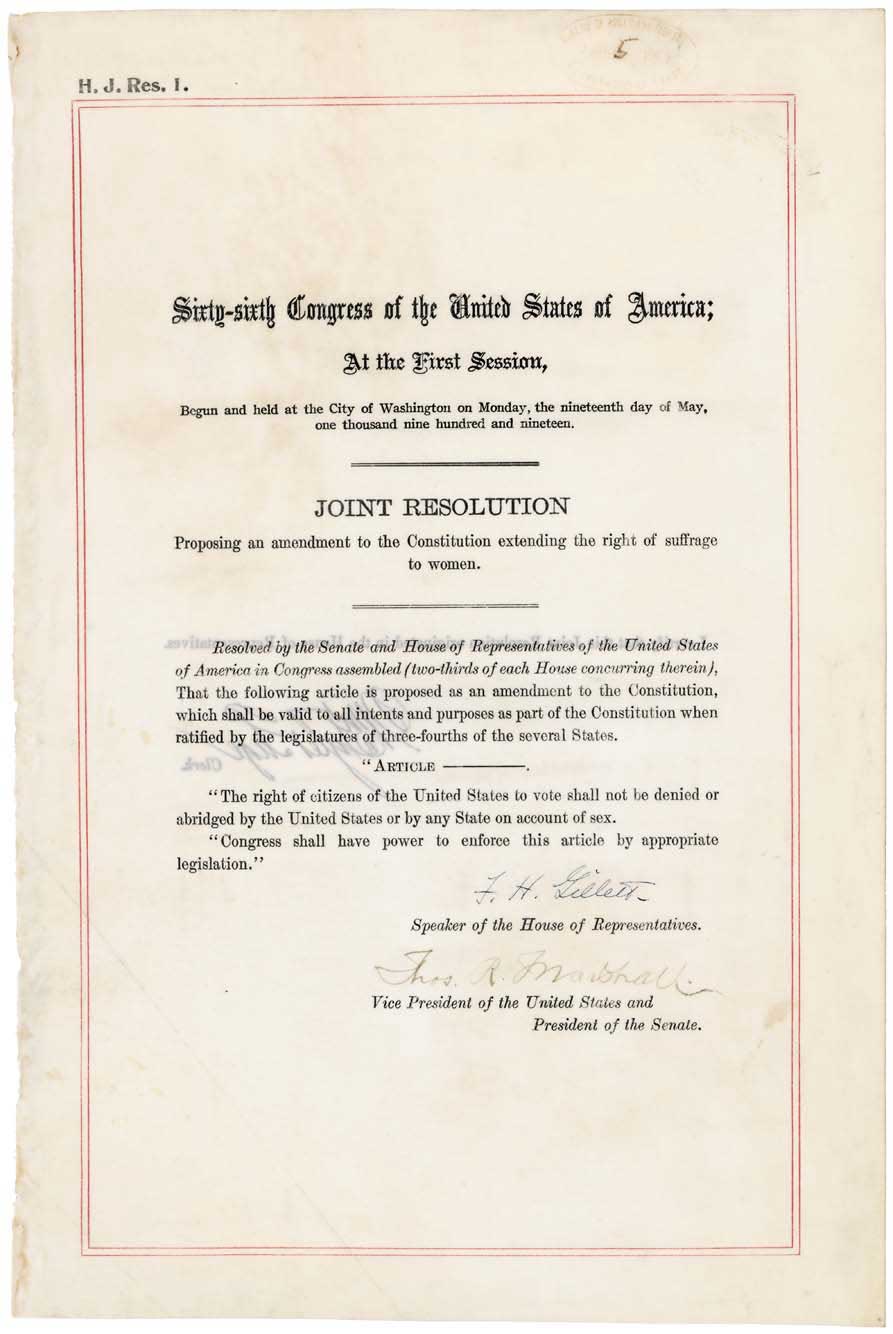 5
H. J. Res. 1.
Sixty-sixth Congress of the United States of America;
At the First Session,
Begun and held at the City of Washington on Monday, the nineteenth day of May,
one thousand nine hundred and nineteen.
JOINT RESOLUTION
Proposing an amendment to the Constitution extending the right of suffrage
to women.
Resolved by the Senate and House of Representatives of the United States
of America in Congress assembled (two-thirds of each House concurring therein),
That the following article is proposed as an amendment to the Constitution,
which shall be valid to all intents and purposes as part of the Constitution when
ratified by the legislatures of three-fourths of the several States.
"ARTICLE ————.
"The right of citizens of the United States to vote shall not be denied or
abridged by the United States or by any State on account of sex.
"Congress shall have power to enforce this article by appropriate
legislation."
F. H. Gillett
Speaker of the House of Representatives.
Thos. R. Marshall.
Vice President of the United States and
President of the Senate.